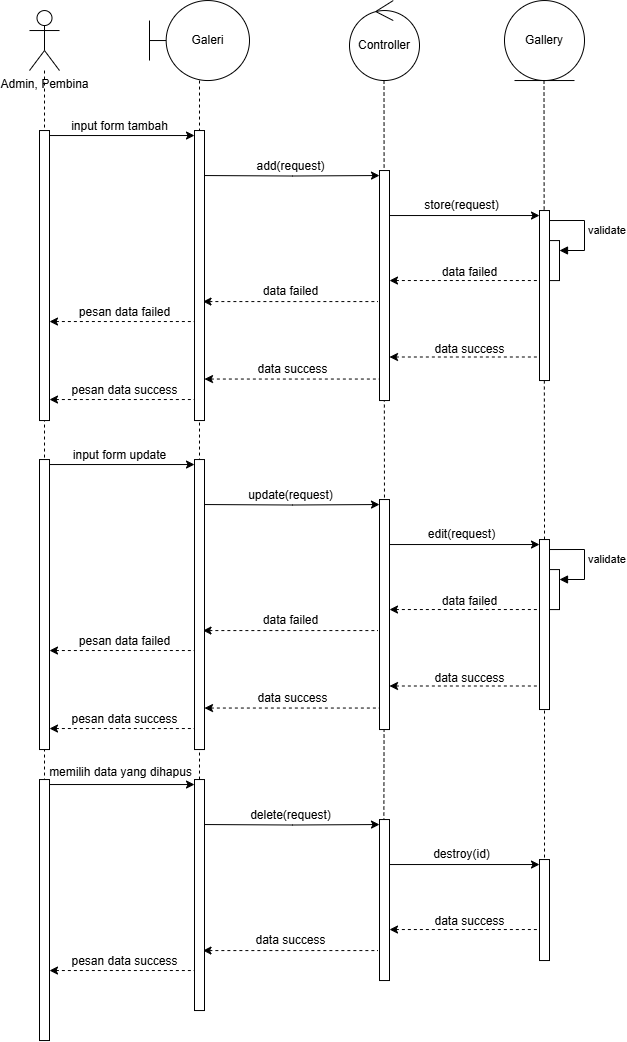 Galeri
Controller
Gallery
Admin, Pembina
input form tambah
add(request)
store(request)
validate
data failed
data failed
pesan data failed
data success
data success
pesan data success
input form update
update(request)
edit(request)
validate
data failed
data failed
pesan data failed
data success
data success
pesan data success
memilih data yang dihapus
delete(request)
destroy(id)
data success
data success
pesan data success